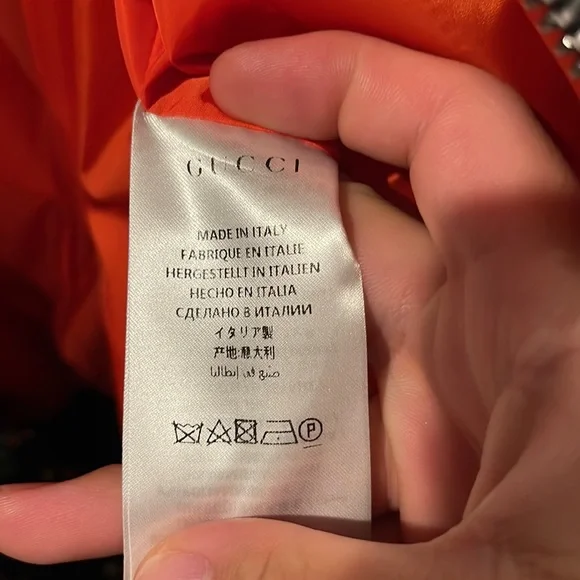 GUCCI
MADE IN ITALY
FABRIQUE EN ITALIE
HERGESTELLT IN ITALIEN
HECHO EN ITALIA
СДЕЛАНО В ИТАЛИИ
イタリア製
产地:意大利
صنع في إيطاليا
P